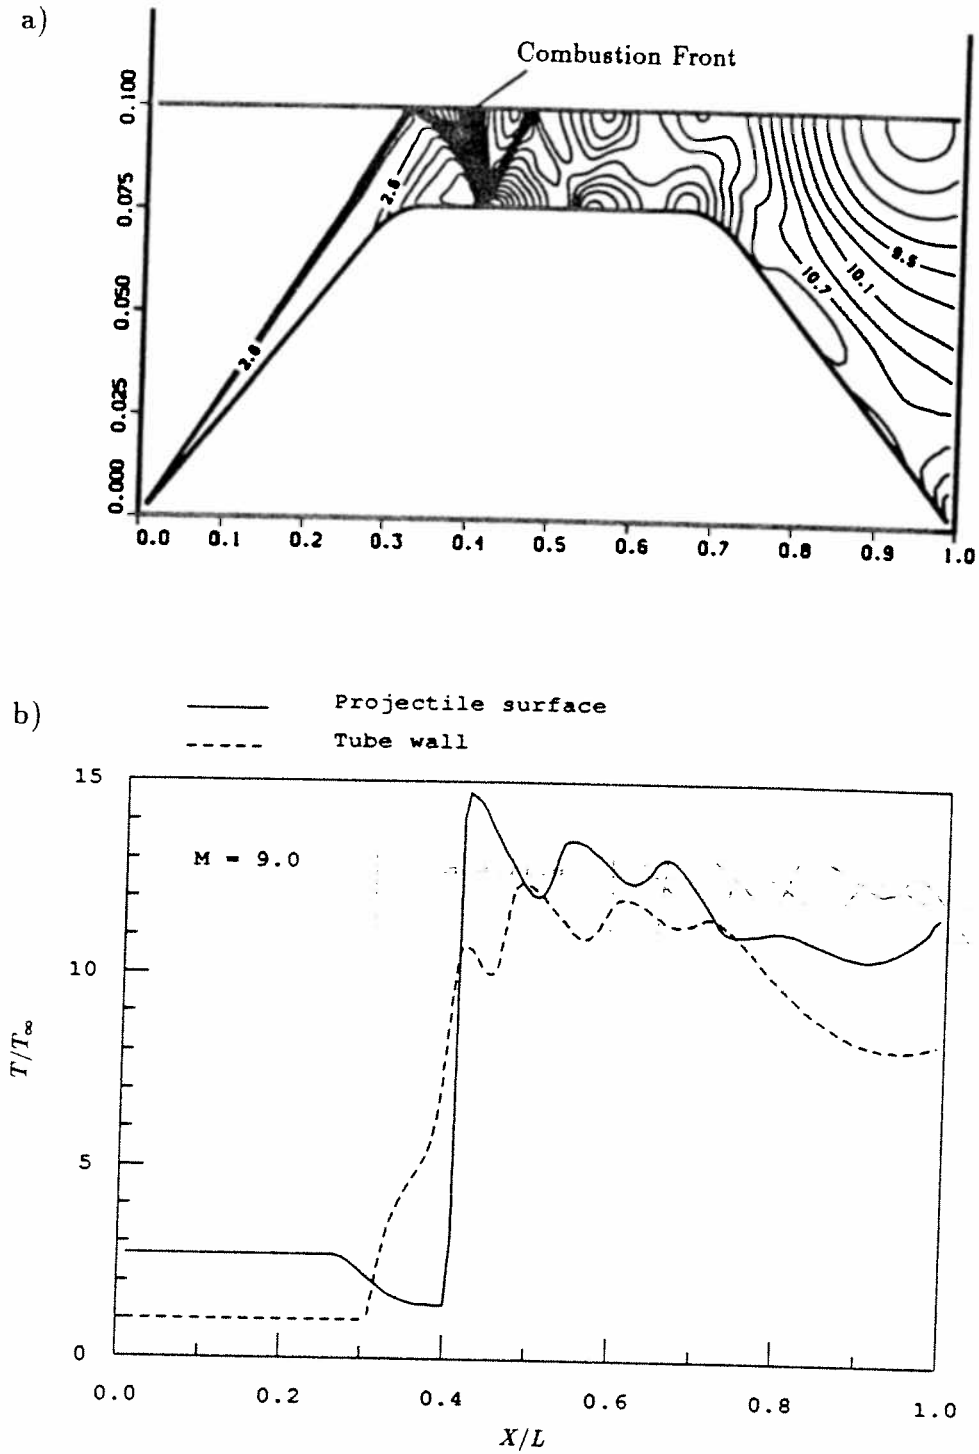 a)
Combustion Front
0.100
0.075
0.050
0.025
0.000
2.6
2.6
9.5
10.1
10.7
0.0 0.1 0.2 0.3 0.4 0.5 0.6 0.7 0.8 0.9 1.0
b)
Projectile surface
Tube wall
15
M = 9.0
10
T/T∞
5
0
0.0 0.2 0.4 0.6 0.8 1.0
X/L